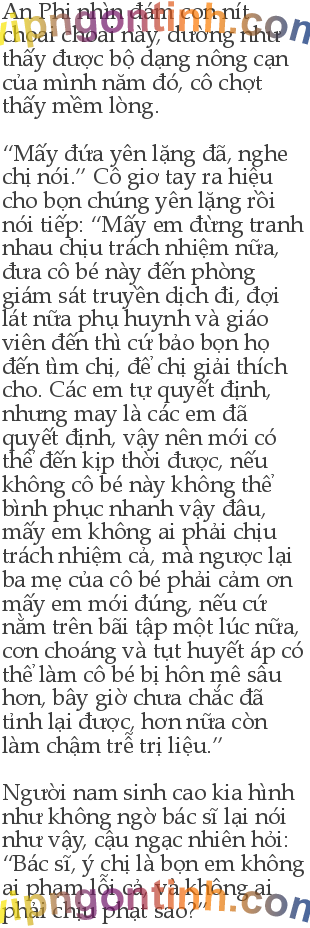 An Phi nhìn đám con nít
choai choai này, dường như
thấy được bộ dạng nông cạn
của mình năm đó, cô chợt
thấy mềm lòng.
“Mấy đứa yên lặng đã, nghe
chị nói.” Cô giơ tay ra hiệu
cho bọn chúng yên lặng rồi
nói tiếp: “Mấy em đừng tranh
nhau chịu trách nhiệm nữa,
đưa cô bé này đến phòng
giám sát truyền dịch đi, đợi
lát nữa phụ huynh và giáo
viên đến thì cứ bảo bọn họ
đến tìm chị, để chị giải thích
cho. Các em tự quyết định,
nhưng may là các em đã
quyết định, vậy nên mới có
thể đến kịp thời được, nếu
không cô bé này không thể
bình phục nhanh vậy đâu,
mấy em không ai phải chịu
trách nhiệm cả, mà ngược lại
ba mẹ của cô bé phải cảm ơn
mấy em mới đúng, nếu cứ
nằm trên bãi tập một lúc nữa,
cơn choáng và tụt huyết áp có
thể làm cô bé bị hôn mê sâu
hơn, bây giờ chưa chắc đã
tỉnh lại được, hơn nữa còn
làm chậm trễ trị liệu.”
Người nam sinh cao kia hình
như không ngờ bác sĩ lại nói
như vậy, cậu ngạc nhiên hỏi:
“Bác sĩ, ý chị là bọn em không
ai phạm lỗi cả, và không ai
phải chịu phạt sao?”
vipngontinh.com
vipngontinh.com